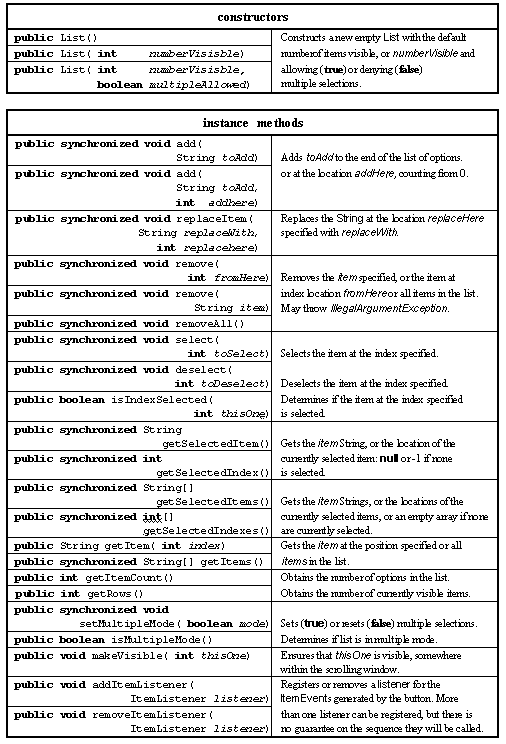 constructors
public List()
public List( int numberVisisble)
public List( int numberVisisble,
boolean multipleAllowed)
Constructs a new empty List with the default
number of items visible, or numberVisible and
allowing (true) or denying (false)
multiple selections.
instance methods
public synchronized void add(
String toAdd)
public synchronized void add(
String toAdd,
int addhere)
Adds toAdd to the end of the list of options.
or at the location addHere, counting from 0.
public synchronized void replaceItem(
String replaceWith,
int replacehere)
Replaces the String at the location replaceHere
specified with replaceWith.
public synchronized void remove(
int fromHere)
public synchronized void remove(
String item)
public synchronized void removeAll()
Removes the item specified, or the item at
index location fromHere or all items in the list.
May throw IllegalArgumentException.
public synchronized void select(
int toSelect)
Selects the item at the index specified.
public synchronized void deselect(
int toDeselect)
Deselects the item at the index specified.
public boolean isIndexSelected(
int thisOne)
Determines if the item at the index specified
is selected.
public synchronized String
getSelectedItem()
public synchronized int
getSelectedIndex()
Gets the item String, or the location of the
currently selected item: null or -1 if none
is selected.
public synchronized String[]
getSelectedItems()
public synchronized int[]
getSelectedIndexes()
Gets the item Strings, or the locations of the
currently selected items, or an empty array if none
are currently selected.
public String getItem( int index)
public synchronized String[] getItems()
Gets the item at the position specified or all
items in the list.
public int getItemCount()
Obtains the number of options in the list.
public int getRows()
Obtains the number of currently visible items.
public synchronized void
setMultipleMode( boolean mode)
Sets (true) or resets (false) multiple selections.
public boolean isMultipleMode()
Determines if list is in multiple mode.
public void makeVisible( int thisOne)
Ensures that thisOne is visible, somewhere
within the scrolling window.
public void addItemListener(
ItemListener listener)
public void removeItemListener(
ItemListener listener)
Registers or removes a listener for the
ItemEvents generated by the button. More
than one listener can be registered, but there is
no guarantee on the sequence they will be called.